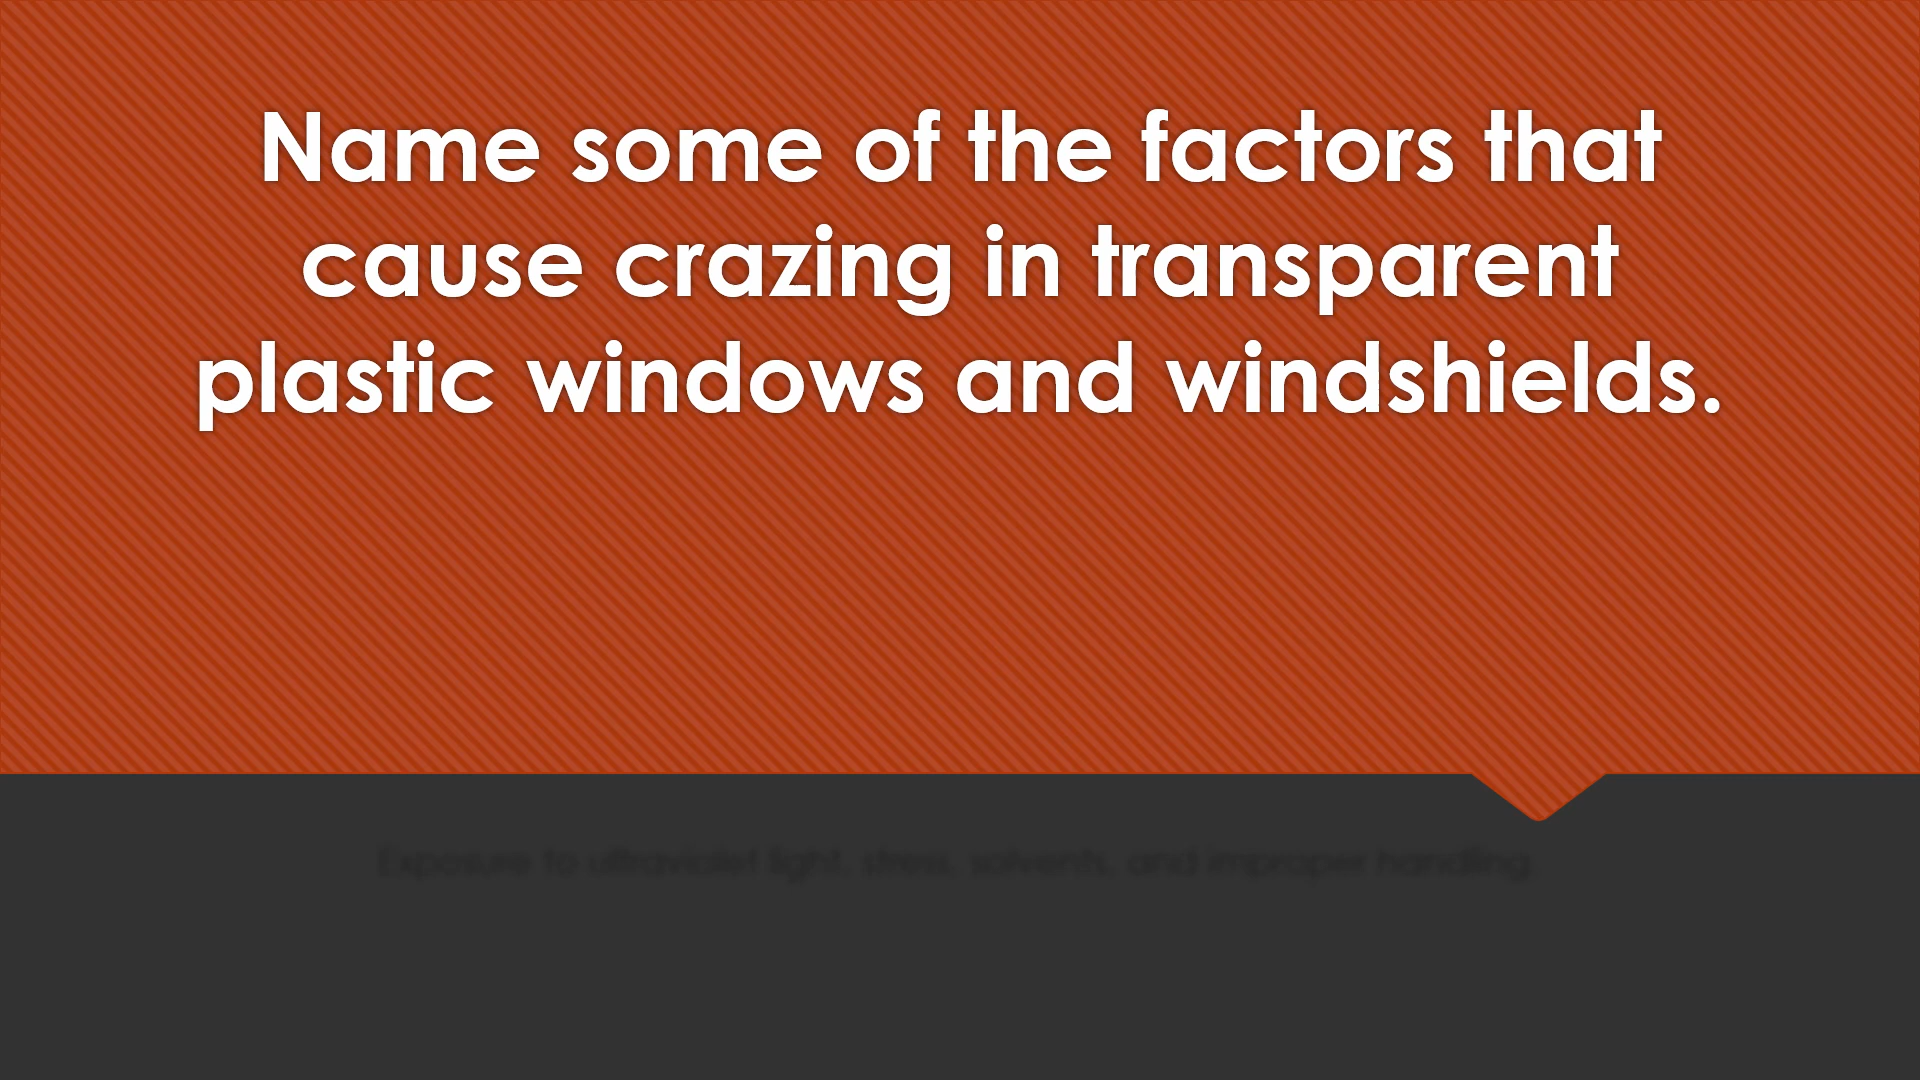 Name some of the factors that
cause crazing in transparent
plastic windows and windshields.
Exposure to ultraviolet light, stress, solvents, and improper handling.